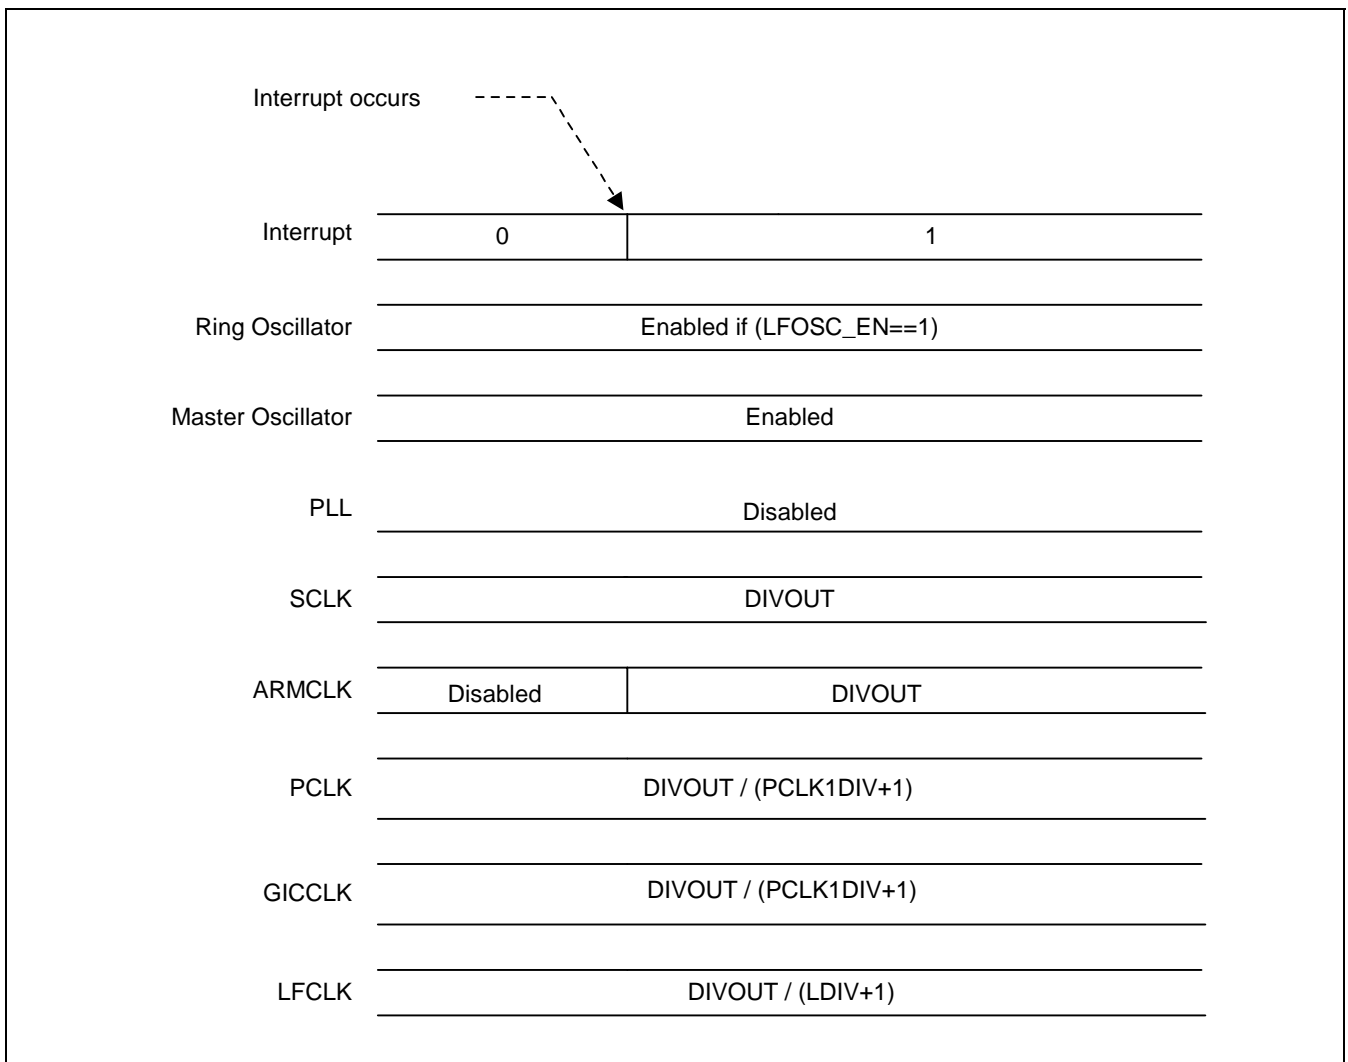 Interrupt occurs
Interrupt 0 1
Ring Oscillator Enabled if (LFOSC_EN==1)
Master Oscillator Enabled
PLL Disabled
SCLK DIVOUT
ARMCLK Disabled DIVOUT
PCLK DIVOUT / (PCLK1DIV+1)
GICCLK DIVOUT / (PCLK1DIV+1)
LFCLK DIVOUT / (LDIV+1)